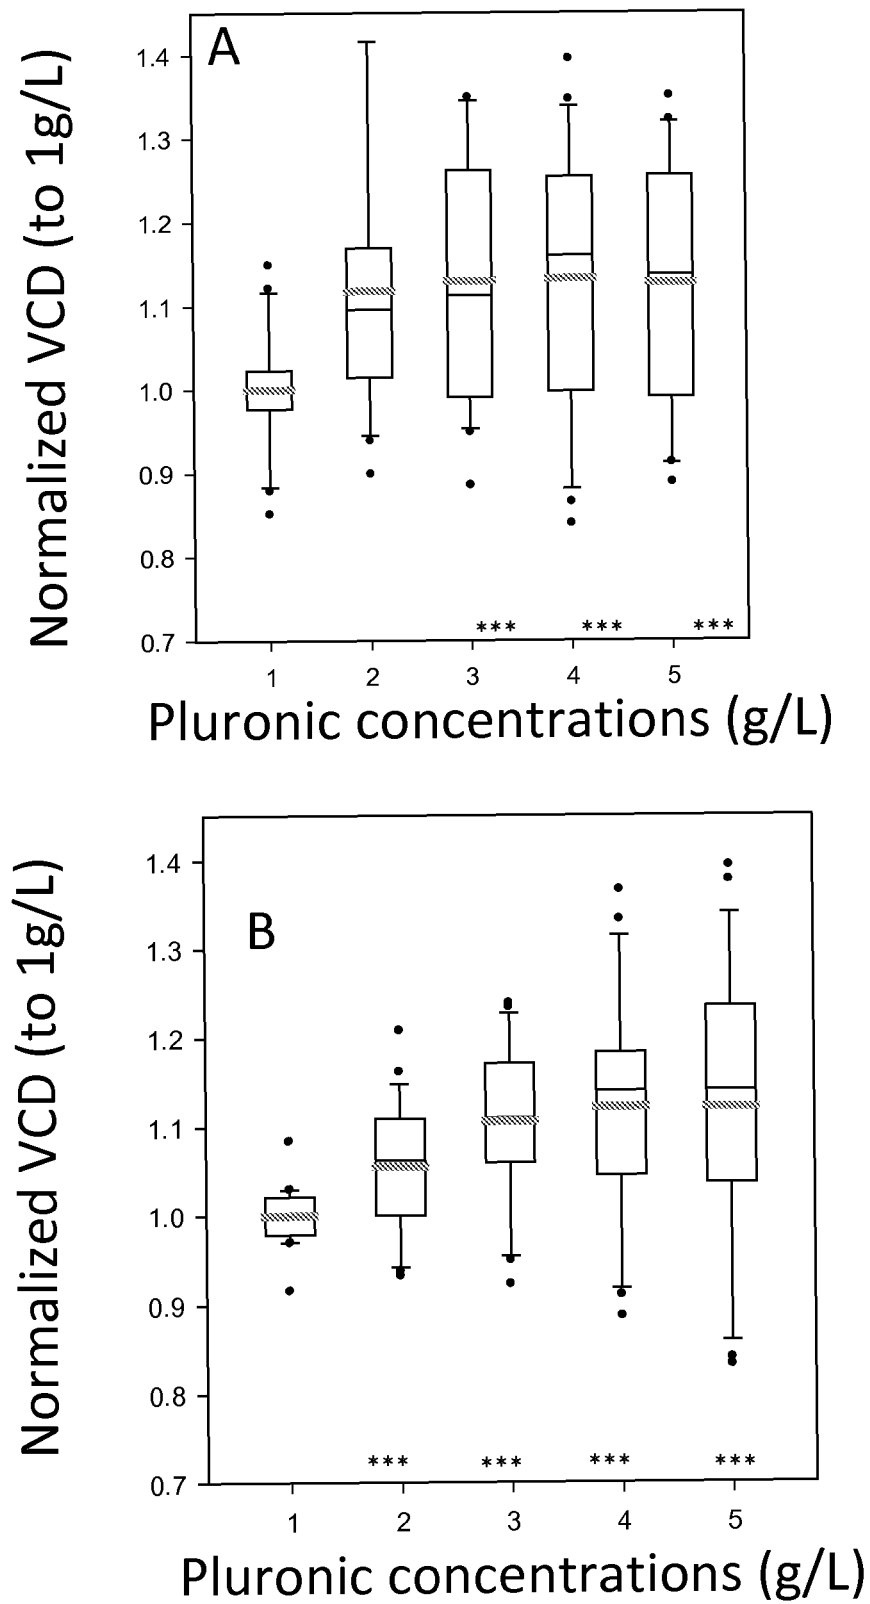 A
Normalized VCD (to 1g/L)
1.4
1.3
1.2
1.1
1.0
0.9
0.8
0.7
*** *** ***
1 2 3 4 5
Pluronic concentrations (g/L)
B
Normalized VCD (to 1g/L)
1.4
1.3
1.2
1.1
1.0
0.9
0.8
0.7
*** *** *** ***
1 2 3 4 5
Pluronic concentrations (g/L)